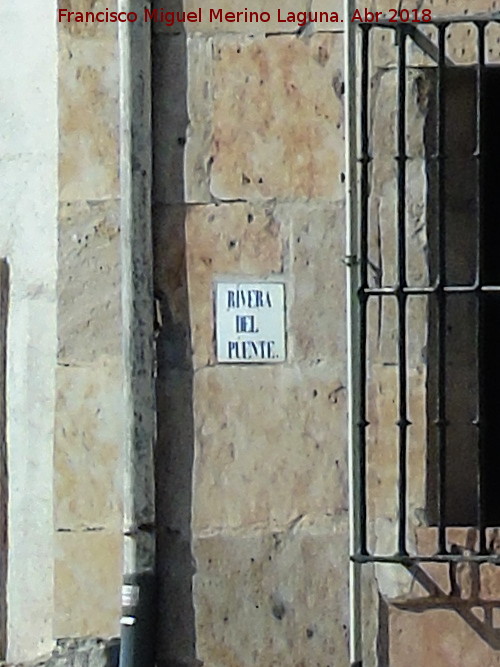 Francisco Miguel Merino Laguna. Abr 2018
RIVERA
DEL
PUENTE.